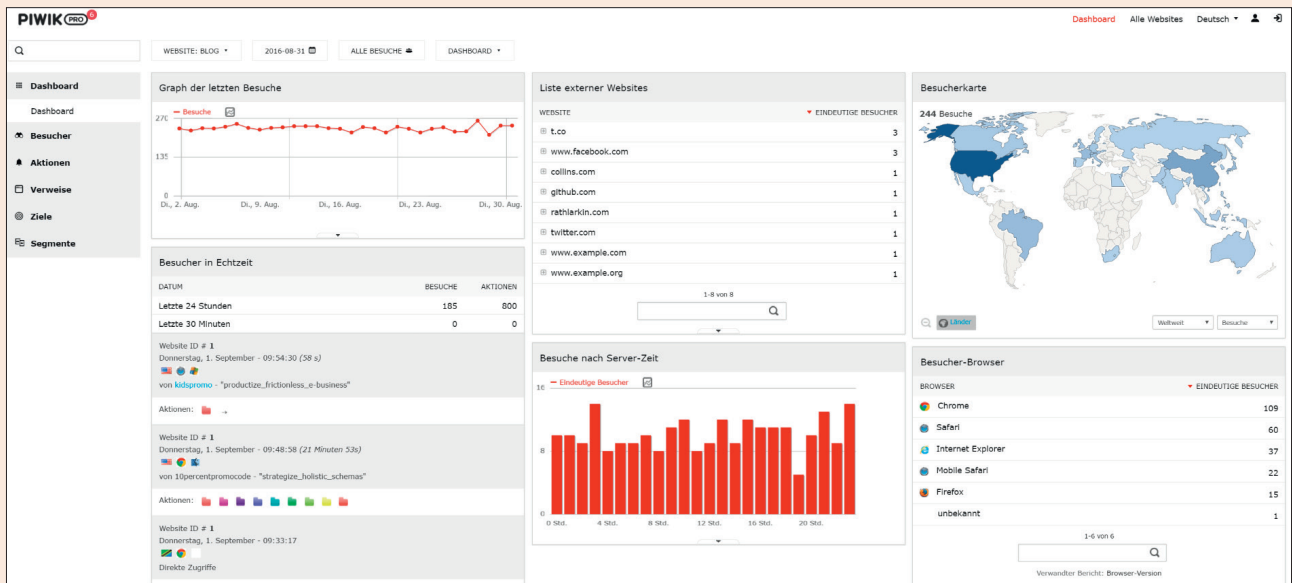 PIWIK PRO 6
Dashboard Alle Websites Deutsch
WEBSITE: BLOG 2016-08-31 ALLE BESUCHE DASHBOARD
Dashboard
Dashboard
Besucher
Aktionen
Verweise
Ziele
Segmente
Graph der letzten Besuche
Besuche
270
135
0
Di., 2. Aug. Di., 9. Aug. Di., 16. Aug. Di., 23. Aug. Di., 30. Aug.
Besucher in Echtzeit
DATUM BESUCHE AKTIONEN
Letzte 24 Stunden 185 800
Letzte 30 Minuten 0 0
Website ID # 1
Donnerstag, 1. September - 09:54:30 (58 s)
von kidspromo - "productize_frictionless_e-business"
Aktionen:
Website ID # 1
Donnerstag, 1. September - 09:48:58 (21 Minuten 53s)
von 10percentpromocode - "strategize_holistic_schemas"
Aktionen:
Website ID # 1
Donnerstag, 1. September - 09:33:17
Direkte Zugriffe
Liste externer Websites
WEBSITE EINDEUTIGE BESUCHER
t.co 3
www.facebook.com 3
collins.com 1
github.com 1
rathlarkin.com 1
twitter.com 1
www.example.com 1
www.example.org 1
1-8 von 8
Besuche nach Server-Zeit
Eindeutige Besucher
16
8
0
0 Std. 4 Std. 8 Std. 12 Std. 16 Std. 20 Std.
Besucherkarte
244 Besuche
Länder Weltweit Besuche
Besucher-Browser
BROWSER EINDEUTIGE BESUCHER
Chrome 109
Safari 60
Internet Explorer 37
Mobile Safari 22
Firefox 15
unbekannt 1
1-6 von 6
Verwandter Bericht: Browser-Version